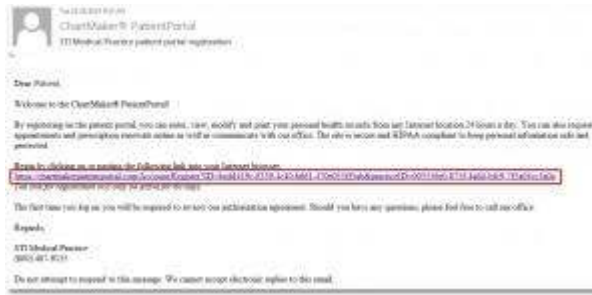 ChartMaker® PatientPortal
STI Medical Practice patient portal registration
Dear Patient,
Welcome to the ChartMaker® PatientPortal
By registering on the patient portal, you can enter, view, modify and print your personal health records from any Internet location 24 hours a day. You can also request
appointments and prescription renewals online as well as communicate with our office. The site is secure and HIPAA compliant to keep personal information safe and
protected.
Begin by clicking on or pasting the following link into your Internet browser:
The first time you log on you will be required to review our authorization agreement. Should you have any questions, please feel free to call our office.
Regards,
STI Medical Practice
(800) 487-
Do not attempt to respond to this message. We cannot accept electronic replies to this email.